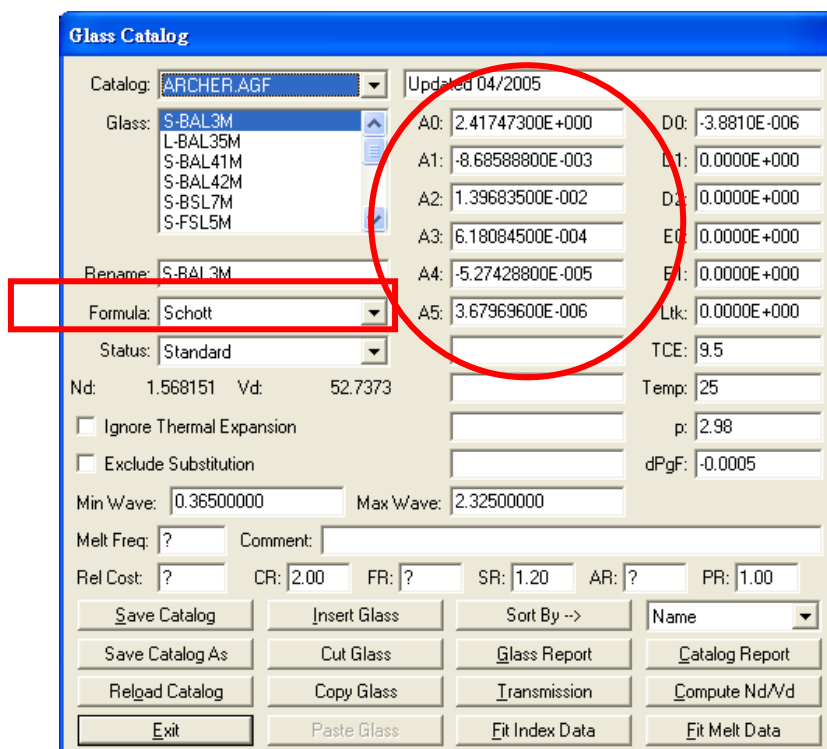 Glass Catalog
Catalog: ARCHER.AGF Updated 04/2005
Glass: S-BAL3M
L-BAL35M
S-BAL41M
S-BAL42M
S-BSL7M
S-FSL5M
A0: 2.41747300E+000 D0: -3.8810E-006
A1: -8.68588800E-003 D1: 0.0000E+000
A2: 1.39683500E-002 D2: 0.0000E+000
A3: 6.18084500E-004 E0: 0.0000E+000
Rename: S-BAL3M A4: -5.27428800E-005 E1: 0.0000E+000
Formula: Schott A5: 3.67969600E-006 Ltk: 0.0000E+000
Status: Standard TCE: 9.5
Nd: 1.568151 Vd: 52.7373 Temp: 25
Ignore Thermal Expansion p: 2.98
Exclude Substitution dPgF: -0.0005
Min Wave: 0.36500000 Max Wave: 2.32500000
Melt Freq: ? Comment:
Rel Cost: ? CR: 2.00 FR: ? SR: 1.20 AR: ? PR: 1.00
Save Catalog Insert Glass Sort By --> Name
Save Catalog As Cut Glass Glass Report Catalog Report
Reload Catalog Copy Glass Transmission Compute Nd/Vd
Exit Paste Glass Fit Index Data Fit Melt Data